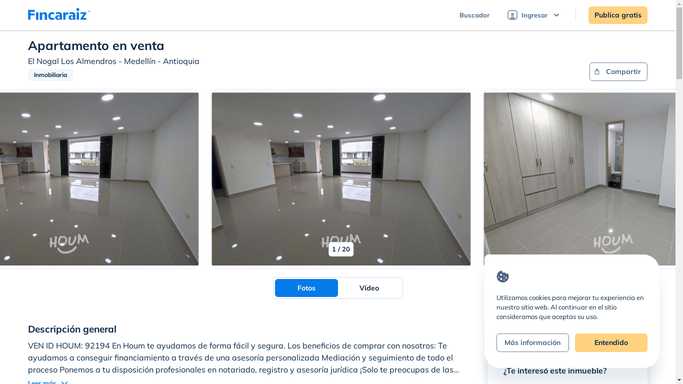 Fincaraiz
Buscador
Ingresar
Publica gratis
Apartamento en venta
El Nogal Los Almendros - Medellín - Antioquia
Inmobiliaria
Compartir
HOUM
HOUM
HOUM
1 / 20
Fotos
Video
Descripción general
VEN ID HOUM: 92194 En Houm te ayudamos de forma fácil y segura. Los beneficios de comprar con nosotros: Te
ayudamos a conseguir financiamiento a través de una asesoría personalizada Mediación y seguimiento de todo el
proceso Ponemos a tu disposición profesionales en notariado, registro y asesoría jurídica ¡Solo te preocupas de las...
Leer más
Utilizamos cookies para mejorar tu experiencia en
nuestro sitio web. Al continuar en el sitio
consideramos que aceptas su uso.
Más información
Entendido
¿Te interesó este inmueble?